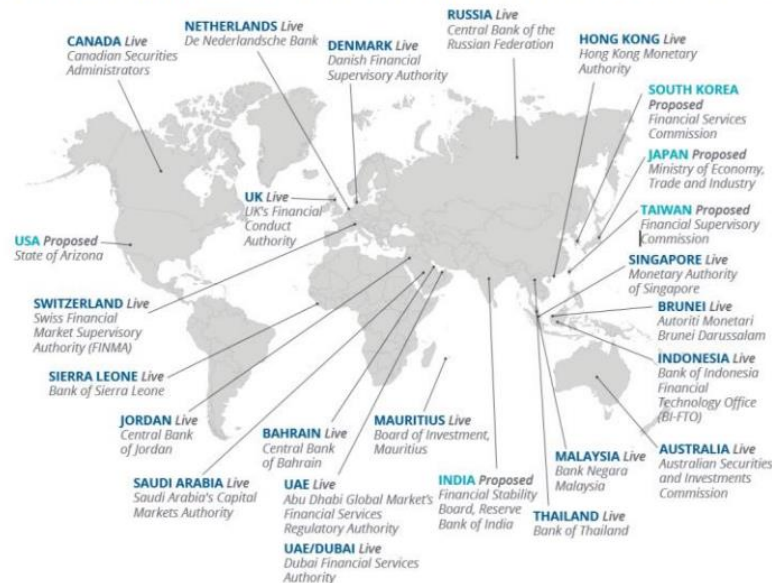 CANADA Live
Canadian Securities
Administrators
NETHERLANDS Live
De Nederlandsche Bank
DENMARK Live
Danish Financial
Supervisory Authority
RUSSIA Live
Central Bank of the
Russian Federation
HONG KONG Live
Hong Kong Monetary
Authority
SOUTH KOREA
Proposed
Financial Services
Commission
JAPAN Proposed
Ministry of Economy,
Trade and Industry
UK Live
UK's Financial
Conduct
Authority
TAIWAN Proposed
Financial Supervisory
Commission
USA Proposed
State of Arizona
SINGAPORE Live
Monetary Authority
of Singapore
SWITZERLAND Live
Swiss Financial
Market Supervisory
Authority (FINMA)
BRUNEI Live
Autoriti Monetari
Brunei Darussalam
SIERRA LEONE Live
Bank of Sierra Leone
INDONESIA Live
Bank of Indonesia
Financial
Technology Office
(BI-FTO)
JORDAN Live
Central Bank
of Jordan
BAHRAIN Live
Central Bank
of Bahrain
MAURITIUS Live
Board of Investment,
Mauritius
MALAYSIA Live
Bank Negara
Malaysia
AUSTRALIA Live
Australian Securities
and Investments
Commission
SAUDI ARABIA Live
Saudi Arabia's Capital
Markets Authority
UAE Live
Abu Dhabi Global Market's
Financial Services
Regulatory Authority
INDIA Proposed
Financial Stability
Board, Reserve
Bank of India
THAILAND Live
Bank of Thailand
UAE/DUBAI Live
Dubai Financial Services
Authority